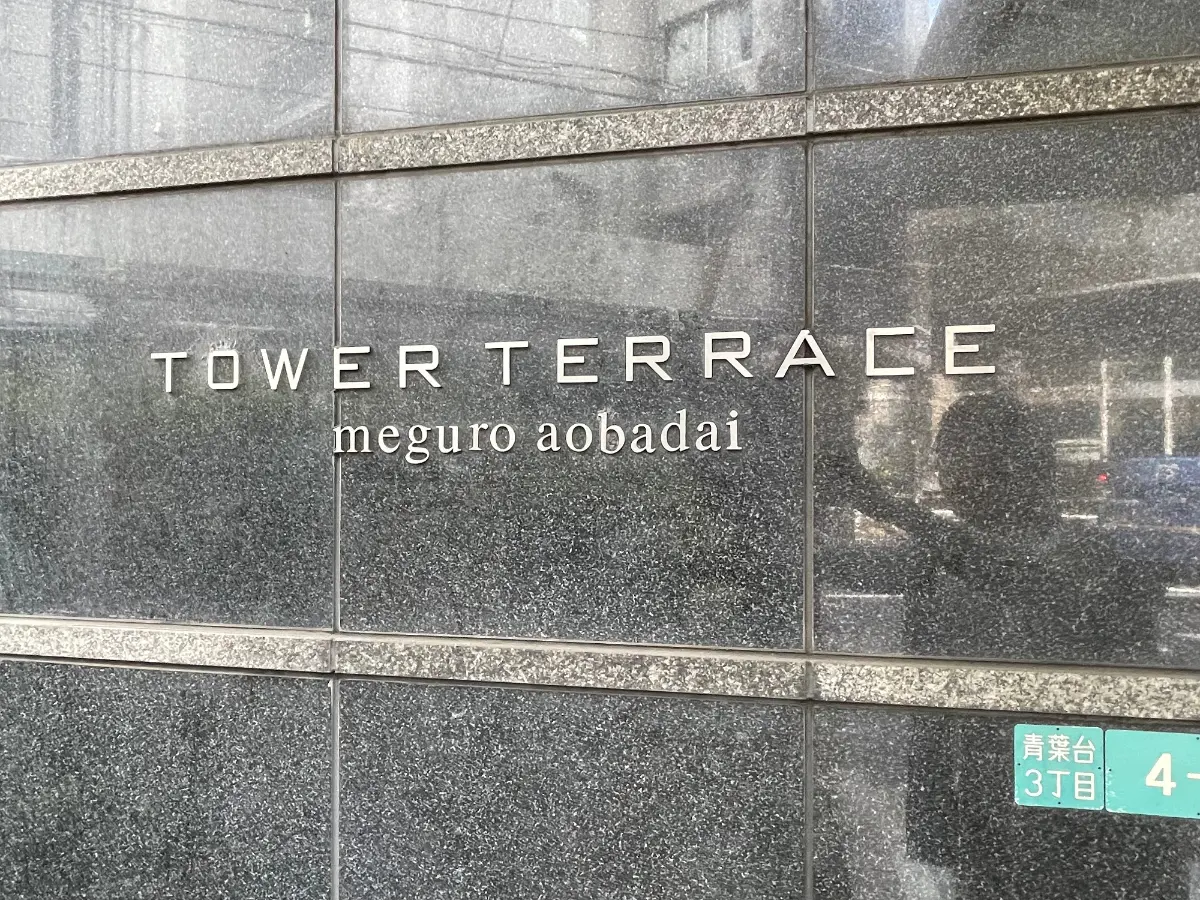 TOWER TERRACE
meguro aobadai
青葉台
3丁目
4-